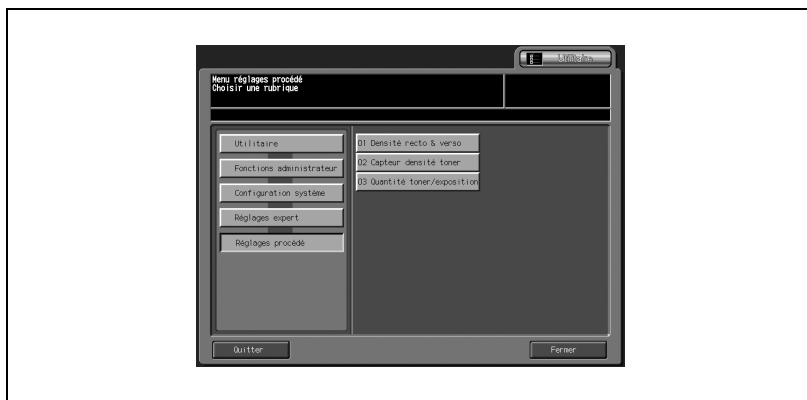 Utilitaire
Menu réglages procédé
Choisir une rubrique
Utilitaire
Fonctions administrateur
Configuration système
Réglages expert
Réglages procédé
01 Densité recto & verso
02 Capteur densité toner
03 Quantité toner/exposition
Quitter
Fermer